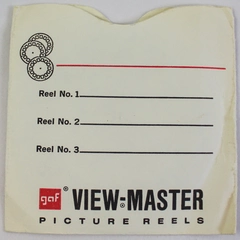 Reel No. 1
Reel No. 2
Reel No. 3
gaf® VIEW-MASTER
PICTURE REELS